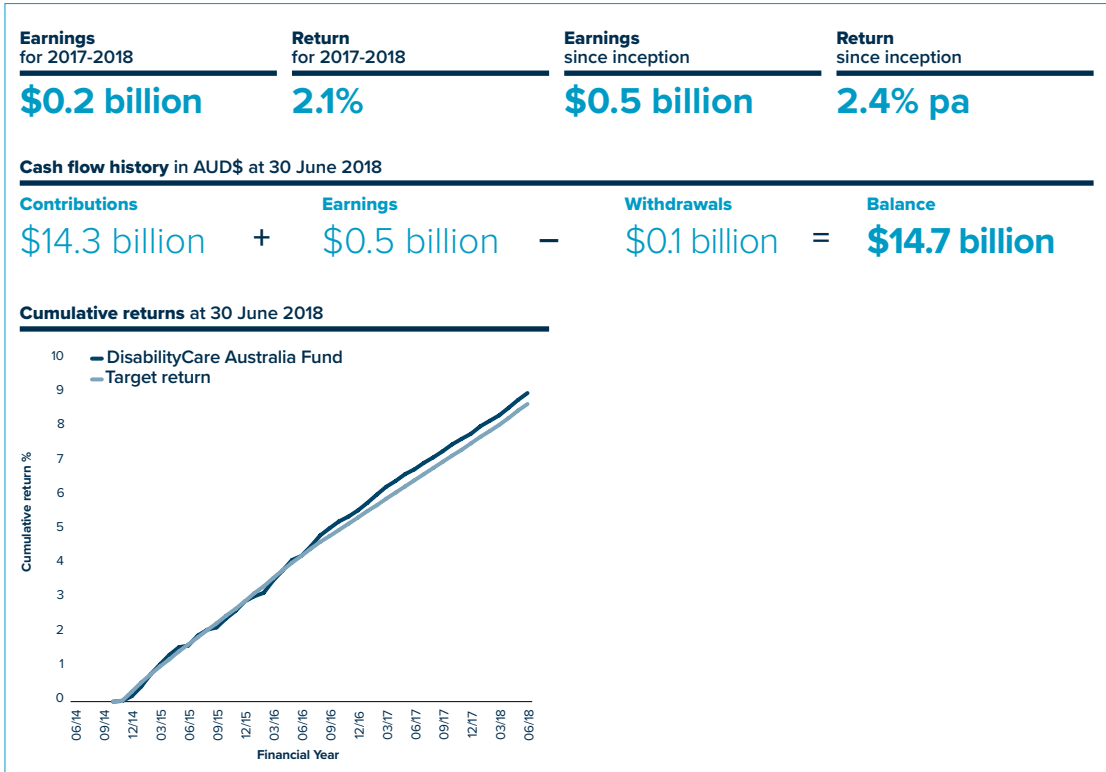 Earnings
for 2017-2018
$0.2 billion
Return
for 2017-2018
2.1%
Earnings
since inception
$0.5 billion
Return
since inception
2.4% pa
Cash flow history in AUD$ at 30 June 2018
Contributions
$14.3 billion
+
Earnings
$0.5 billion
–
Withdrawals
$0.1 billion
=
Balance
$14.7 billion
Cumulative returns at 30 June 2018
DisabilityCare Australia Fund
Target return
Cumulative return %
10
9
8
7
6
5
4
3
2
1
0
06/14
09/14
12/14
03/15
06/15
09/15
12/15
03/16
06/16
09/16
12/16
03/17
06/17
09/17
12/17
03/18
06/18
Financial Year